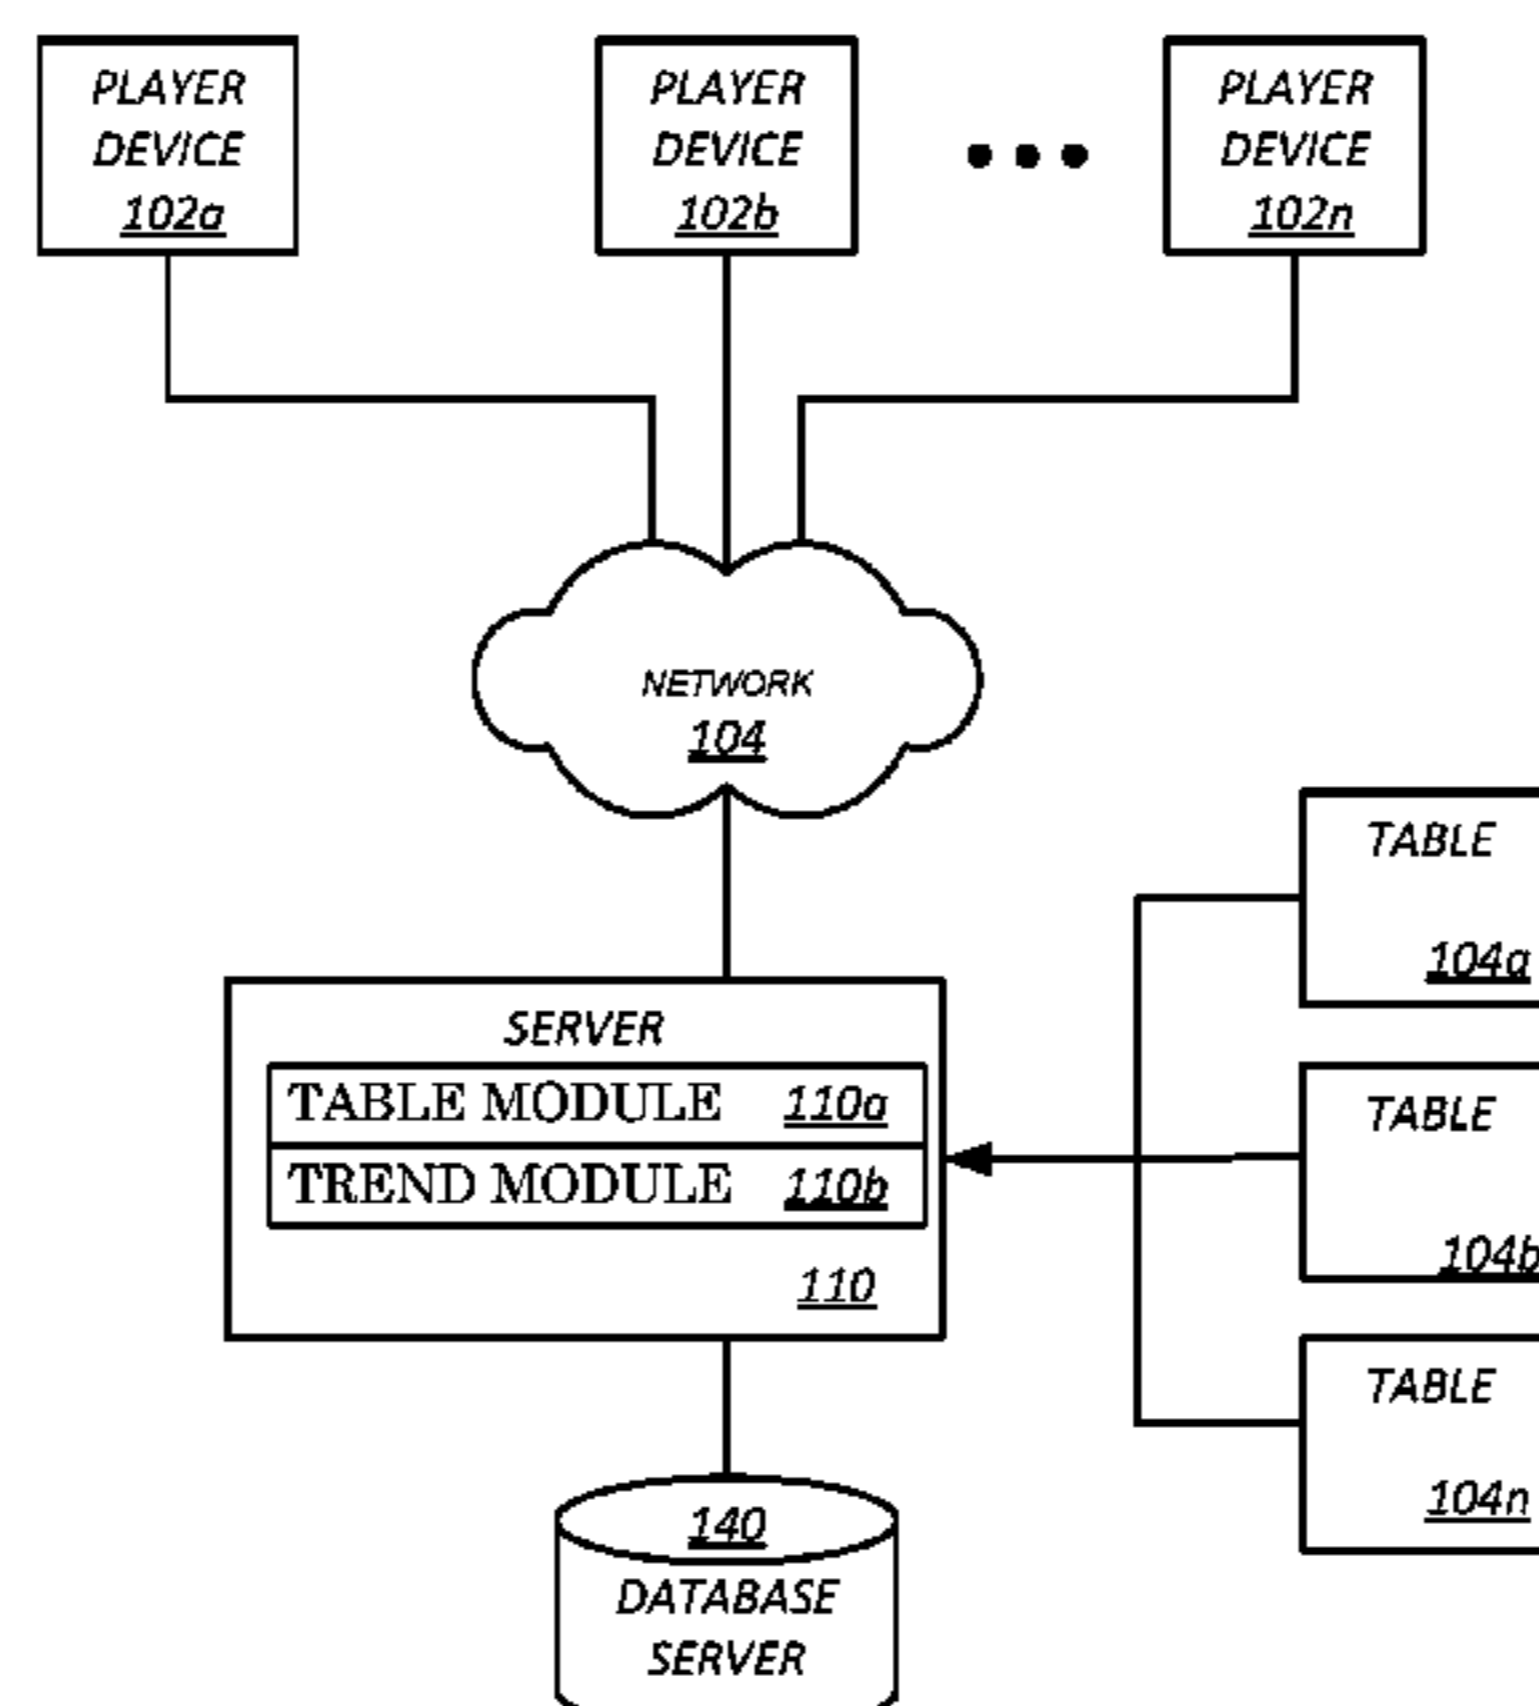 PLAYER
DEVICE
102a
PLAYER
DEVICE
102b
PLAYER
DEVICE
102n
NETWORK
104
TABLE
104a
SERVER
TABLE MODULE 110a
TREND MODULE 110b
110
TABLE
104b
TABLE
104n
140
DATABASE
SERVER